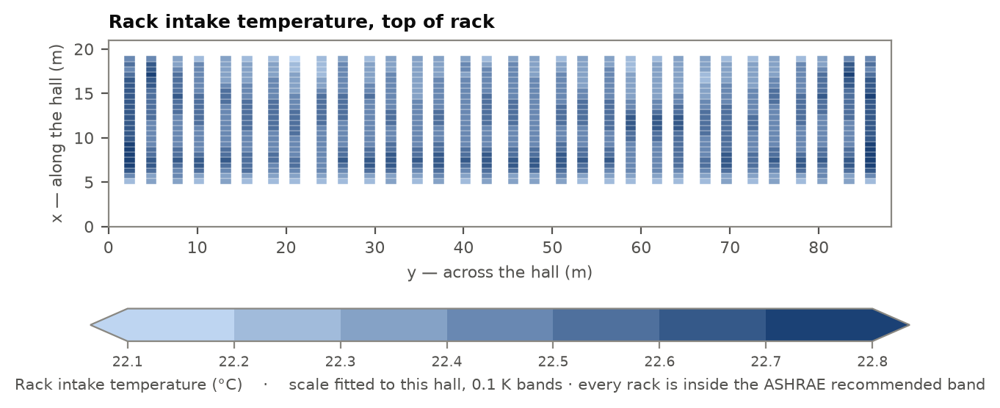 Rack intake temperature, top of rack
x — along the hall (m)
20
15
10
5
0
0 10 20 30 40 50 60 70 80
y — across the hall (m)
22.1 22.2 22.3 22.4 22.5 22.6 22.7 22.8
Rack intake temperature (°C) · scale fitted to this hall, 0.1 K bands · every rack is inside the ASHRAE recommended band